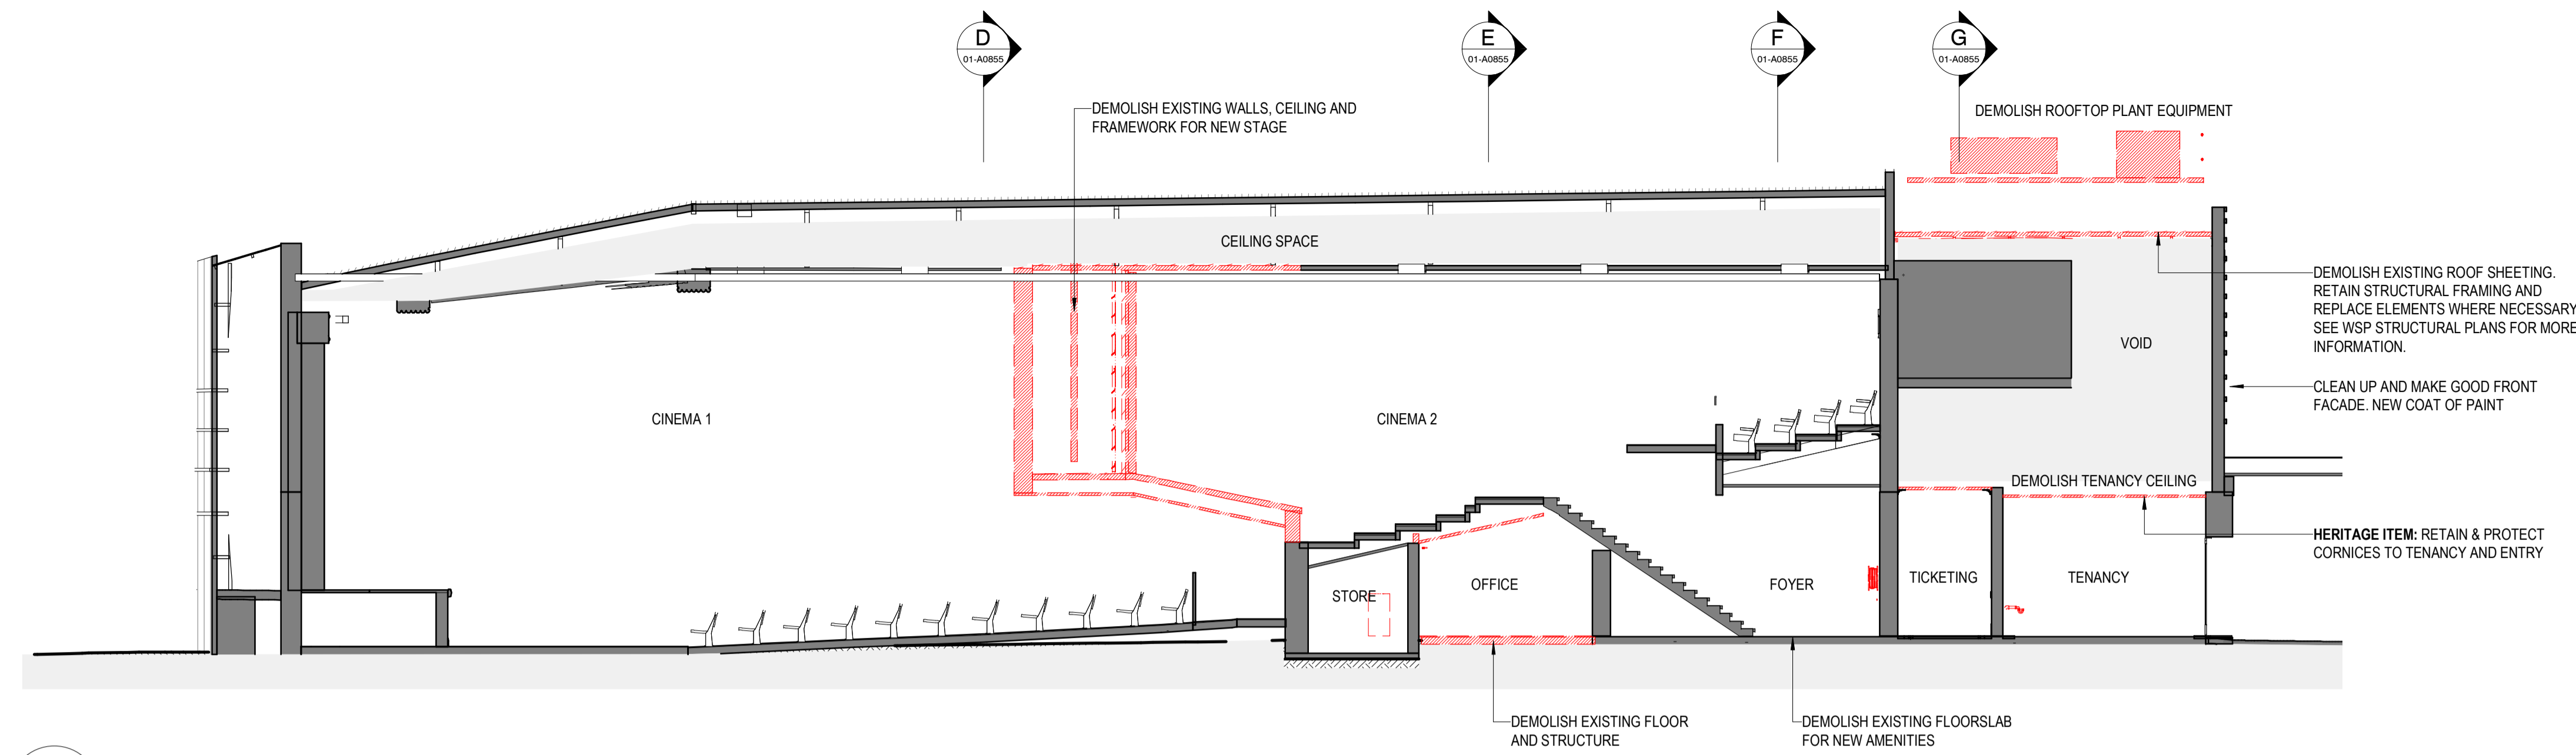 D
01-A0855
E
01-A0855
F
01-A0855
G
01-A0855
DEMOLISH EXISTING WALLS, CEILING AND
FRAMEWORK FOR NEW STAGE
DEMOLISH ROOFTOP PLANT EQUIPMENT
CEILING SPACE
DEMOLISH EXISTING ROOF SHEETING.
RETAIN STRUCTURAL FRAMING AND
REPLACE ELEMENTS WHERE NECESSARY
SEE WSP STRUCTURAL PLANS FOR MORE
INFORMATION.
VOID
CLEAN UP AND MAKE GOOD FRONT
FACADE. NEW COAT OF PAINT
CINEMA 1
CINEMA 2
DEMOLISH TENANCY CEILING
HERITAGE ITEM: RETAIN & PROTECT
CORNICES TO TENANCY AND ENTRY
STORE
OFFICE
FOYER
TICKETING
TENANCY
DEMOLISH EXISTING FLOOR
AND STRUCTURE
DEMOLISH EXISTING FLOORSLAB
FOR NEW AMENITIES